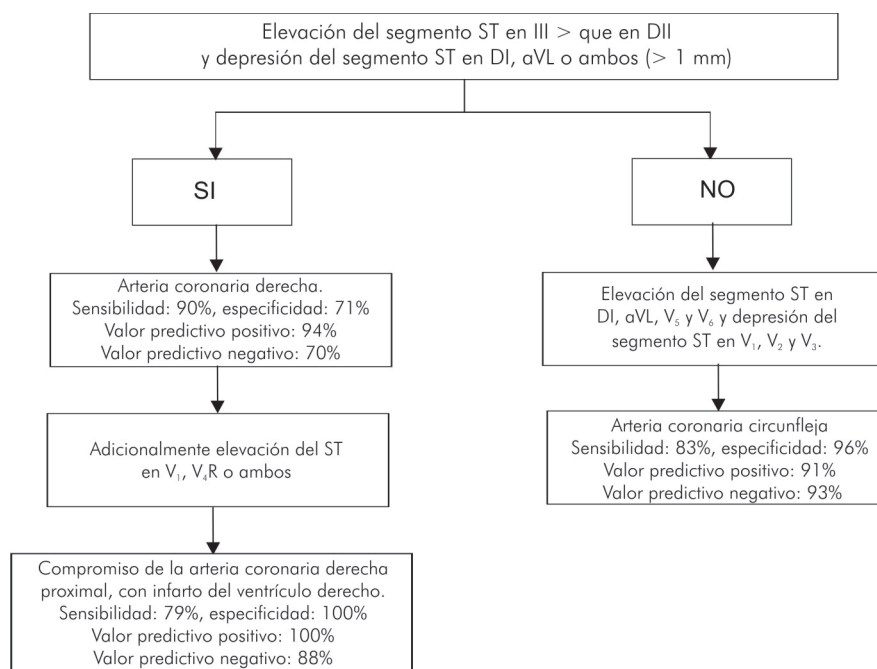 Elevación del segmento ST en III > que en DII
y depresión del segmento ST en DI, aVL o ambos (> 1 mm)
SI
NO
Arteria coronaria derecha.
Sensibilidad: 90%, especificidad: 71%
Valor predictivo positivo: 94%
Valor predictivo negativo: 70%
Elevación del segmento ST en
DI, aVL, V₅ y V₆ y depresión del
segmento ST en V₁, V₂ y V₃.
Adicionalmente elevación del ST
en V₁, V₄R o ambos
Arteria coronaria circunfleja
Sensibilidad: 83%, especificidad: 96%
Valor predictivo positivo: 91%
Valor predictivo negativo: 93%
Compromiso de la arteria coronaria derecha
proximal, con infarto del ventrículo derecho.
Sensibilidad: 79%, especificidad: 100%
Valor predictivo positivo: 100%
Valor predictivo negativo: 88%